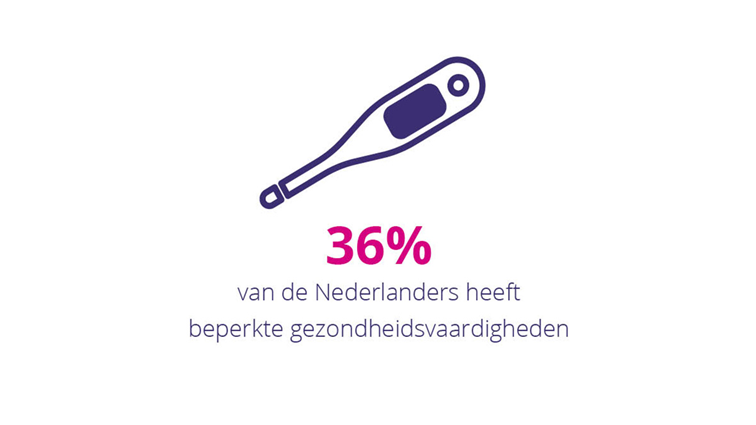 36%
van de Nederlanders heeft
beperkte gezondheidsvaardigheden